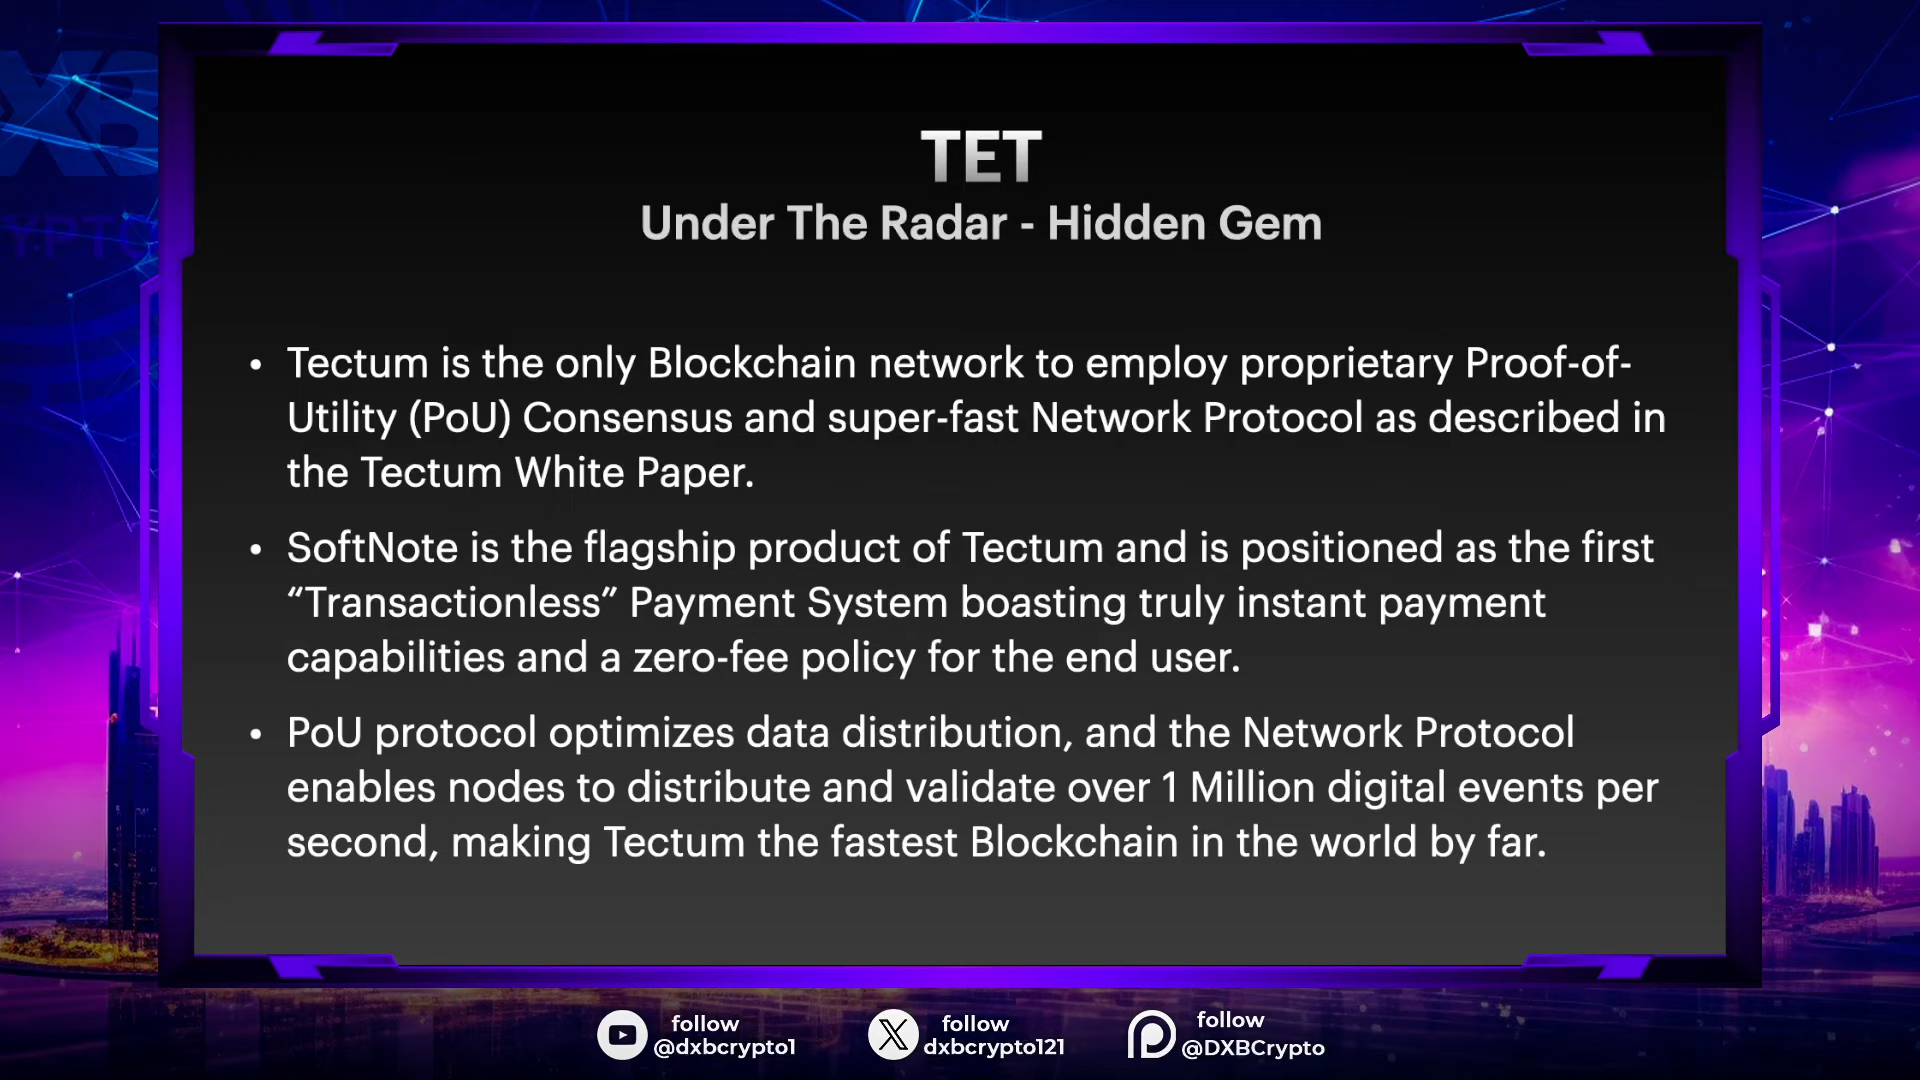 TET
Under The Radar - Hidden Gem
• Tectum is the only Blockchain network to employ proprietary Proof-of-
Utility (PoU) Consensus and super-fast Network Protocol as described in
the Tectum White Paper.
• SoftNote is the flagship product of Tectum and is positioned as the first
“Transactionless” Payment System boasting truly instant payment
capabilities and a zero-fee policy for the end user.
• PoU protocol optimizes data distribution, and the Network Protocol
enables nodes to distribute and validate over 1 Million digital events per
second, making Tectum the fastest Blockchain in the world by far.
follow
@dxbcrypto1
follow
dxbcrypto121
follow
@DXBCrypto